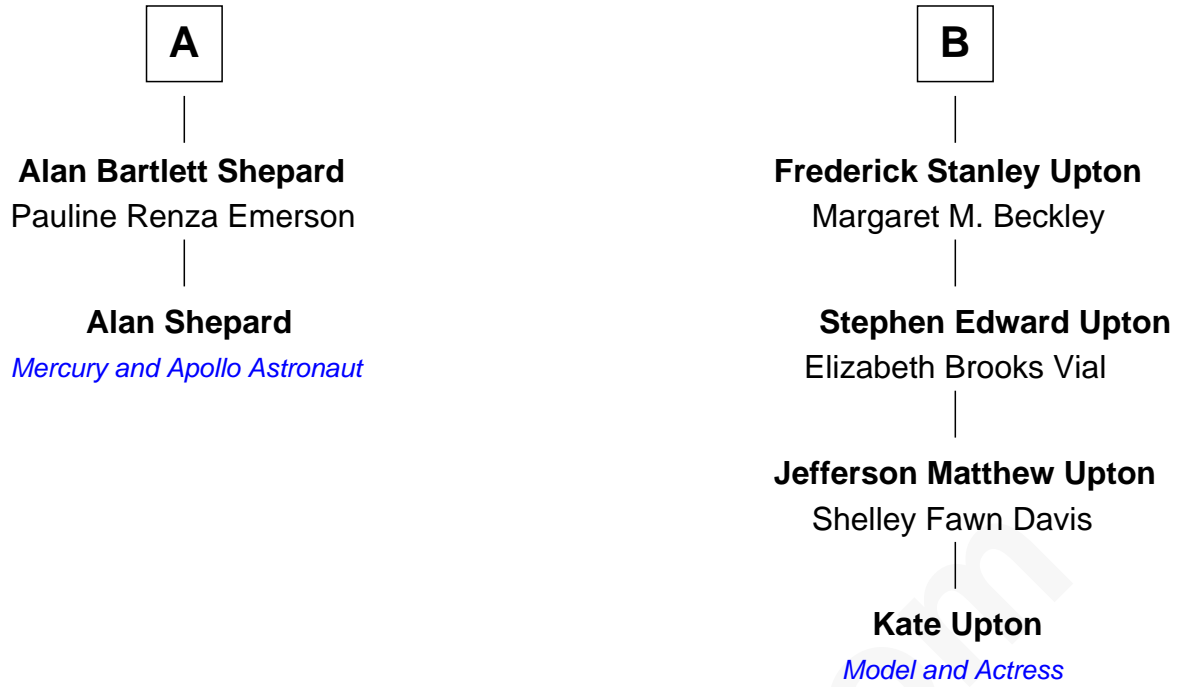 A
Alan Bartlett Shepard
Pauline Renza Emerson
Alan Shepard
Mercury and Apollo Astronaut
B
Frederick Stanley Upton
Margaret M. Beckley
Stephen Edward Upton
Elizabeth Brooks Vial
Jefferson Matthew Upton
Shelley Fawn Davis
Kate Upton
Model and Actress